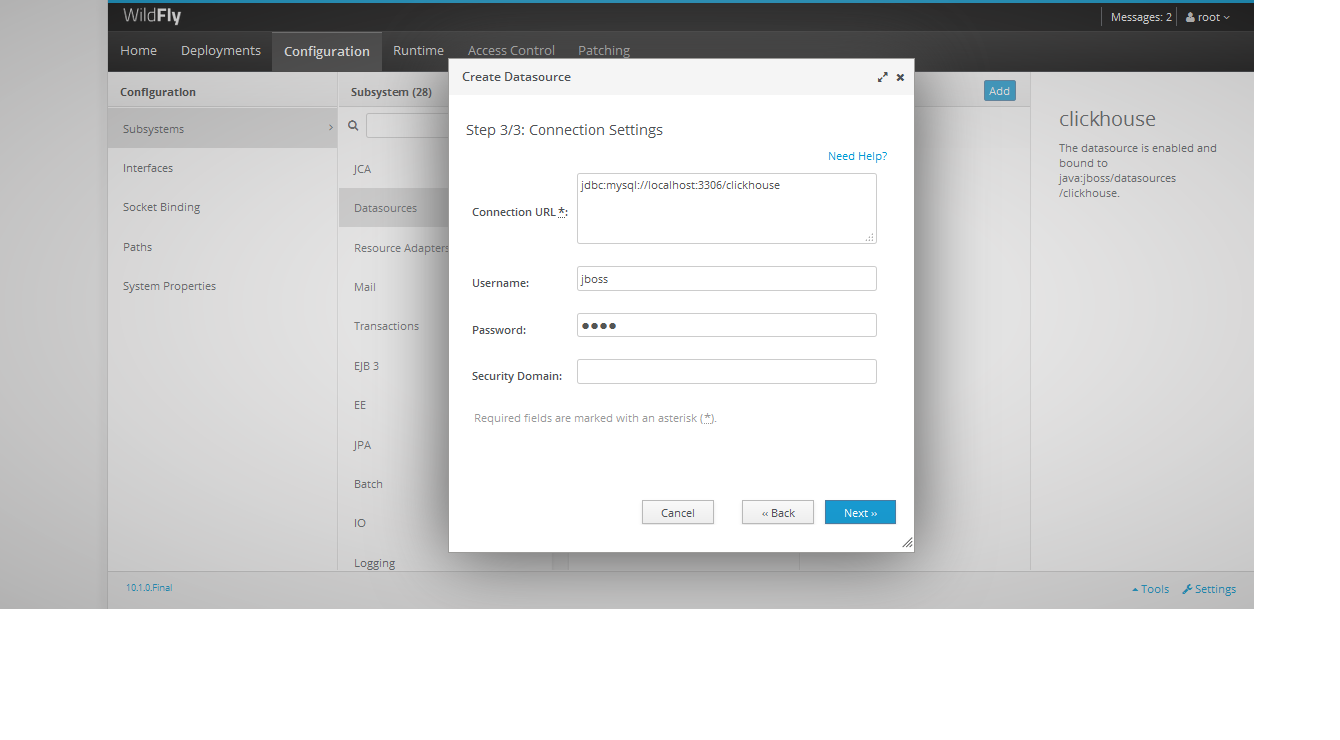 WildFly
Messages: 2
root
Home
Deployments
Configuration
Runtime
Access Control
Patching
Configuration
Subsystems
Interfaces
Socket Binding
Paths
System Properties
Subsystem (28)
JCA
Datasources
Resource Adapters
Mail
Transactions
EJB 3
EE
JPA
Batch
IO
Logging
Create Datasource
Step 3/3: Connection Settings
Need Help?
Connection URL*:
jdbc:mysql://localhost:3306/clickhouse
Username:
jboss
Password:
●●●●
Security Domain:
Required fields are marked with an asterisk (*).
Cancel
‹‹ Back
Next ››
Add
clickhouse
The datasource is enabled and
bound to
java:jboss/datasources
/clickhouse.
10.1.0.Final
Tools
Settings